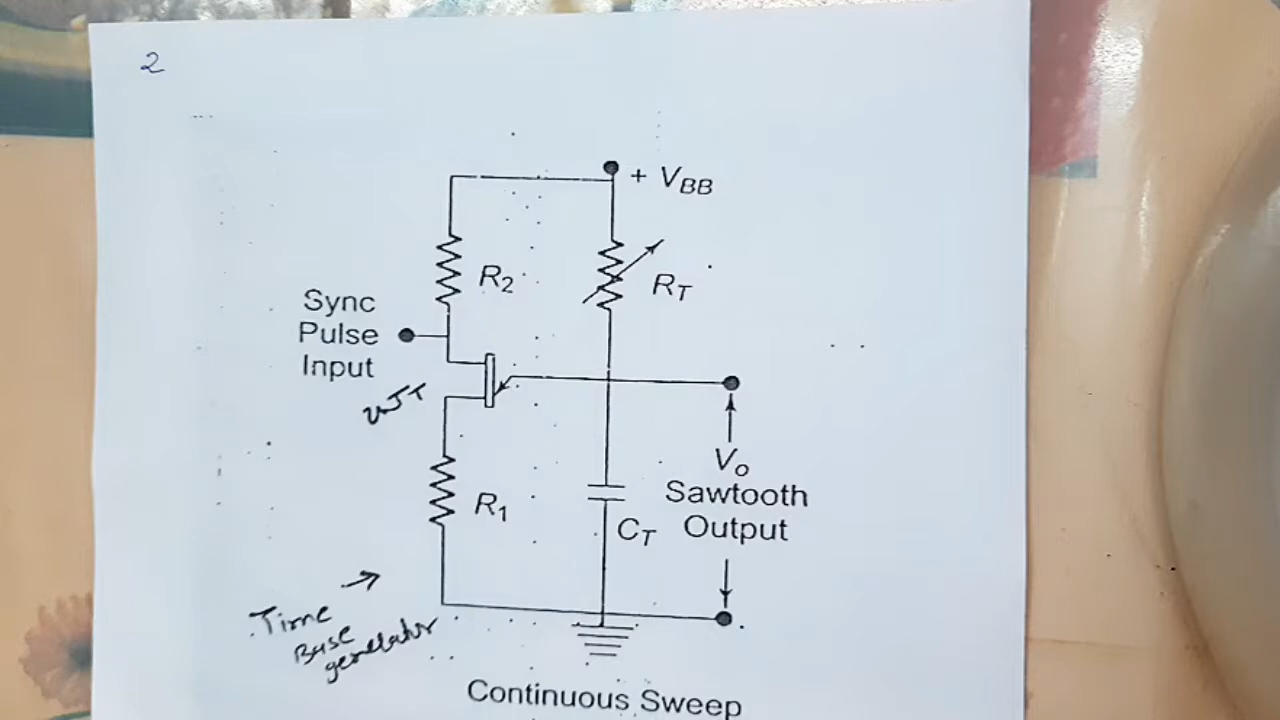 2
+ VBB
R2
RT
Sync
Pulse
Input
UJT
Vo
Sawtooth
Output
R1
CT
Time
Base
generator
Continuous Sweep